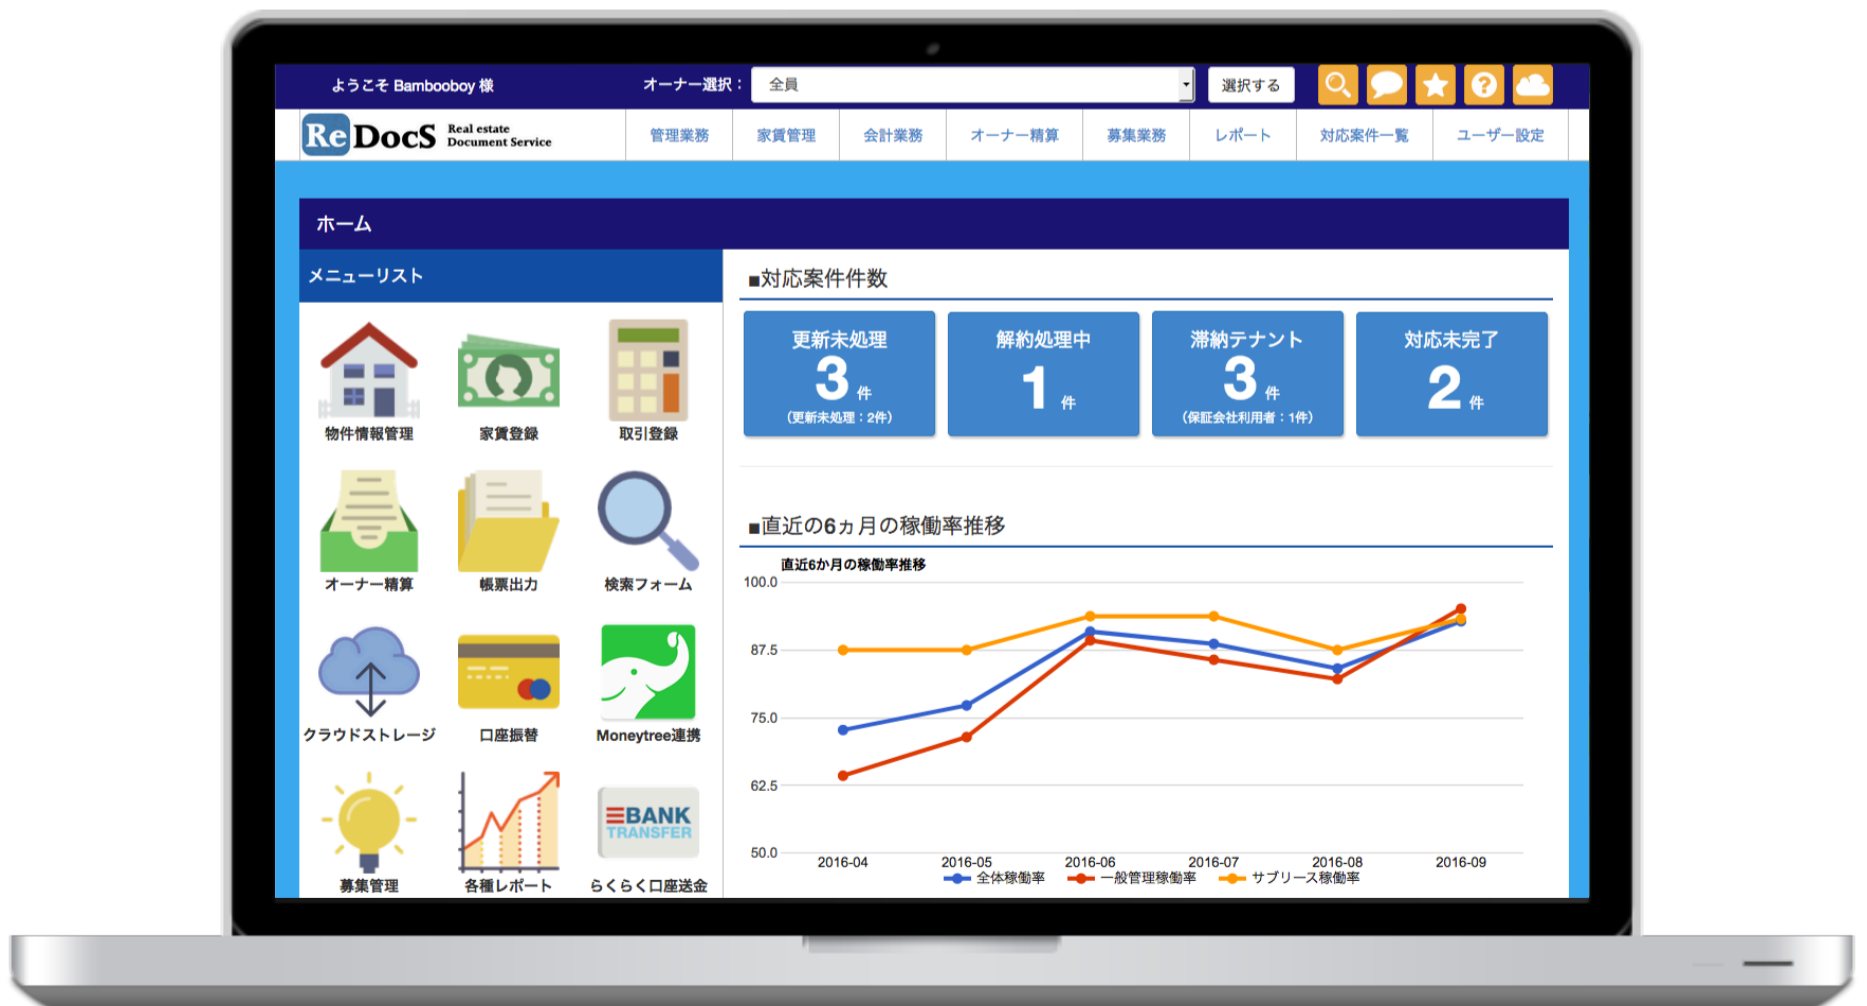 ようこそ Bambooboy 様
オーナー選択：
全員
選択する
Re DocS Real estate
Document Service
管理業務
家賃管理
会計業務
オーナー精算
募集業務
レポート
対応案件一覧
ユーザー設定
ホーム
メニューリスト
物件情報管理
家賃登録
取引登録
オーナー精算
帳票出力
検索フォーム
クラウドストレージ
口座振替
Moneytree連携
BANK
TRANSFER
募集管理
各種レポート
らくらく口座送金
■対応案件件数
更新未処理
3 件
（更新未処理：2件）
解約処理中
1 件
滞納テナント
3 件
（保証会社利用者：1件）
対応未完了
2 件
■直近の6ヵ月の稼働率推移
直近6か月の稼働率推移
100.0
87.5
75.0
62.5
50.0
2016-04
2016-05
2016-06
2016-07
2016-08
2016-09
全体稼働率
一般管理稼働率
サブリース稼働率